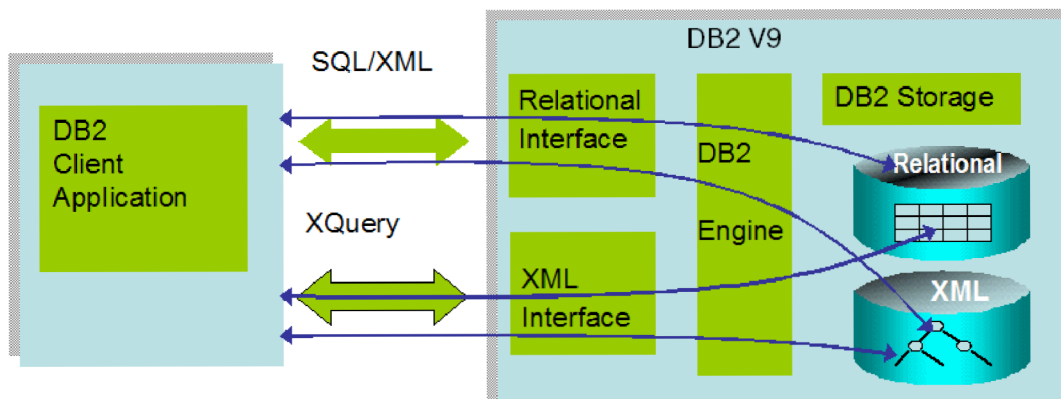 DB2 V9
SQL/XML
DB2
Client
Application
Relational
Interface
DB2
Engine
DB2 Storage
Relational
XQuery
XML
Interface
XML